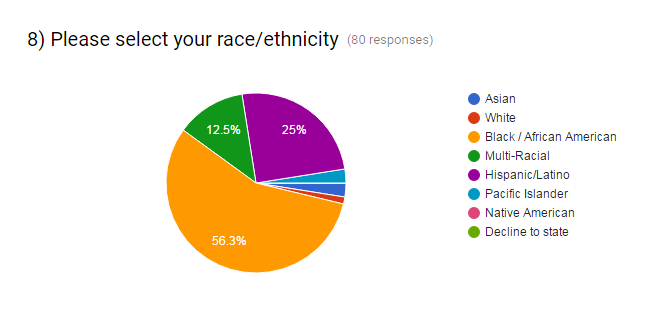 8) Please select your race/ethnicity (80 responses)
12.5%
25%
56.3%
Asian
White
Black / African American
Multi-Racial
Hispanic/Latino
Pacific Islander
Native American
Decline to state